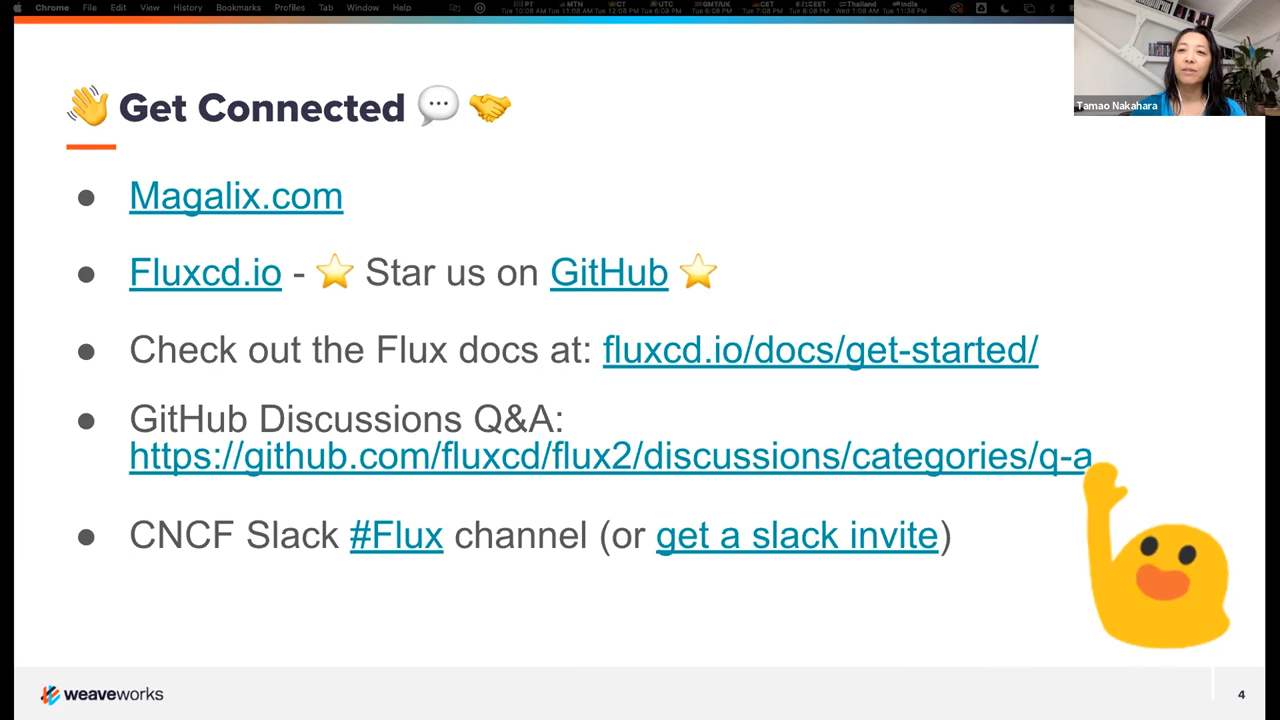 Chrome File Edit View History Bookmarks Profiles Tab Window Help
Tamao Nakahara
👋 Get Connected 💬 🤝
● Magalix.com
● Fluxcd.io - ⭐ Star us on GitHub ⭐
● Check out the Flux docs at: fluxcd.io/docs/get-started/
● GitHub Discussions Q&A:
https://github.com/fluxcd/flux2/discussions/categories/q-a
● CNCF Slack #Flux channel (or get a slack invite)
weaveworks
4